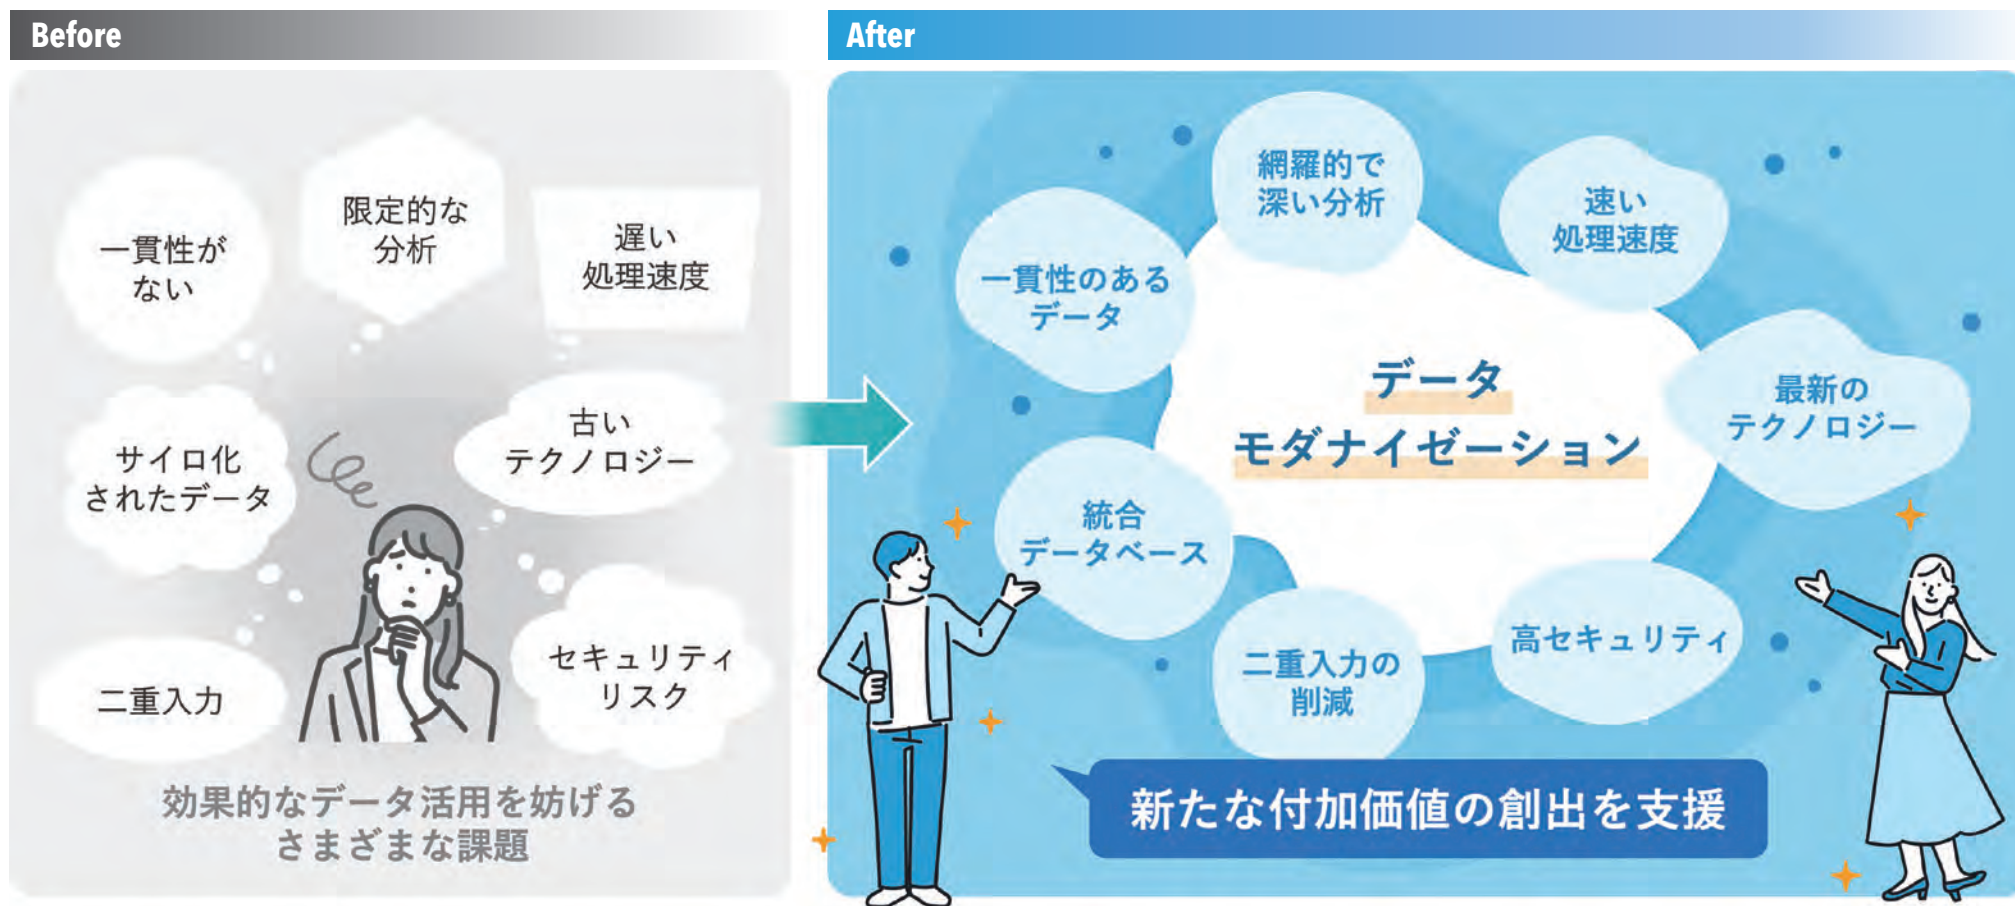 Before
一貫性が
ない
限定的な
分析
遅い
処理速度
サイロ化
されたデータ
古い
テクノロジー
二重入力
セキュリティ
リスク
効果的なデータ活用を妨げる
さまざまな課題
After
網羅的で
深い分析
速い
処理速度
一貫性のある
データ
データ
モダナイゼーション
最新の
テクノロジー
統合
データベース
二重入力の
削減
高セキュリティ
新たな付加価値の創出を支援